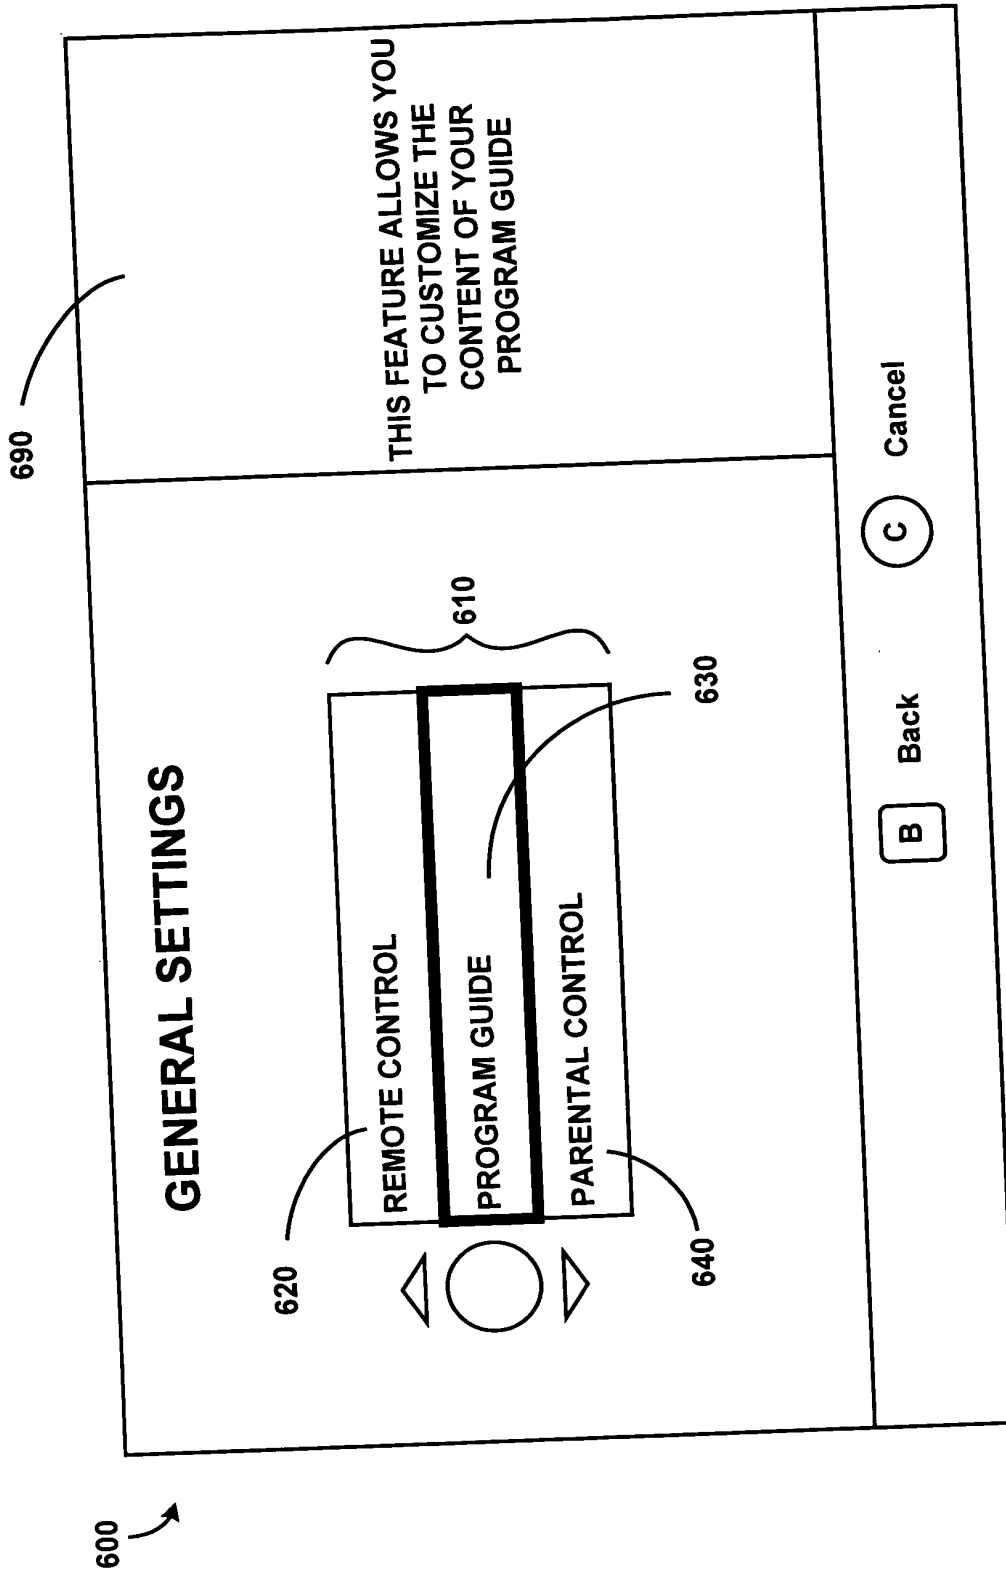 600
690
GENERAL SETTINGS
THIS FEATURE ALLOWS YOU
TO CUSTOMIZE THE
CONTENT OF YOUR
PROGRAM GUIDE
620
REMOTE CONTROL
PROGRAM GUIDE
PARENTAL CONTROL
610
630
640
B Back C Cancel